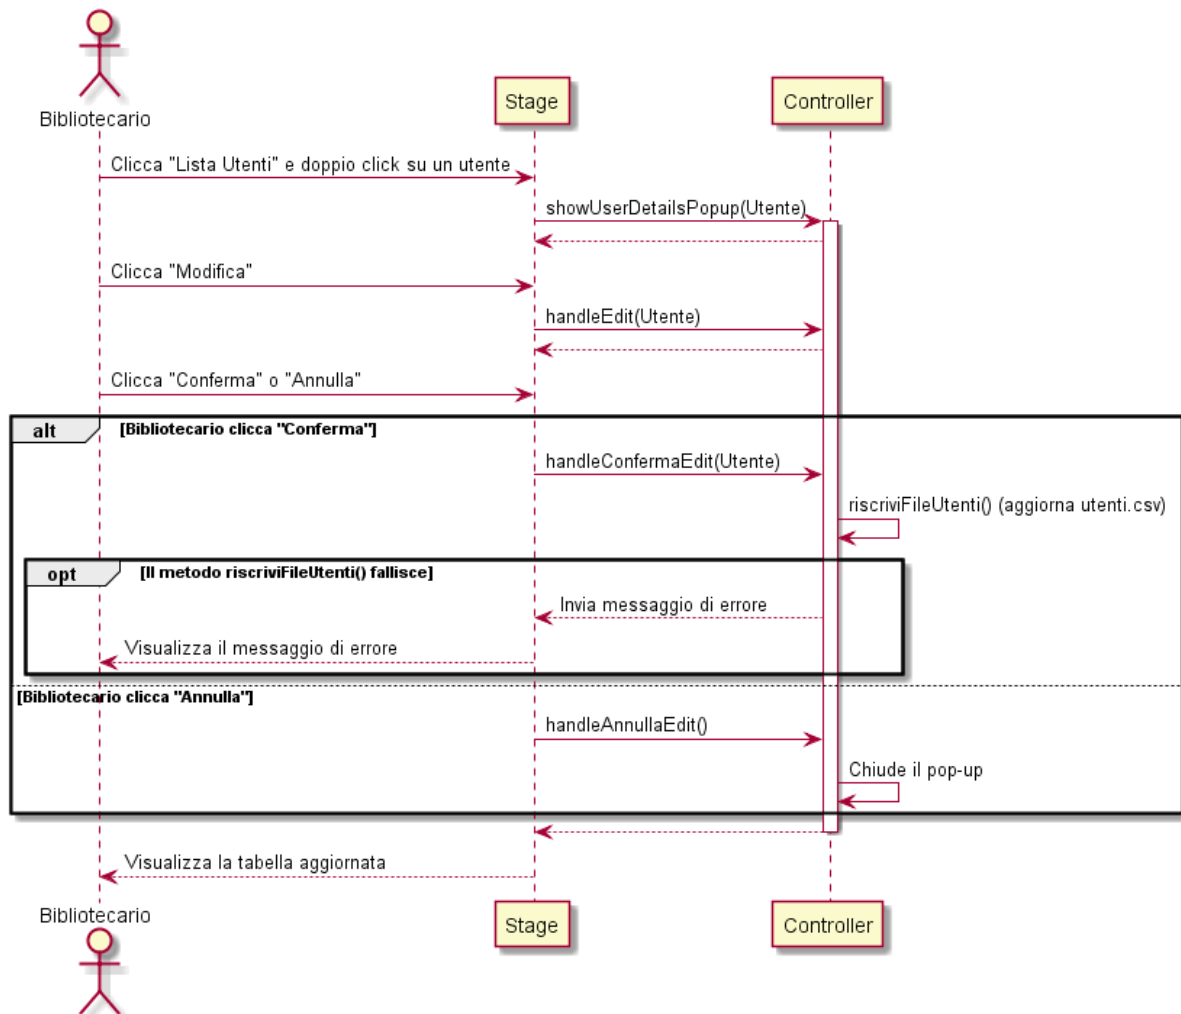 Bibliotecario
Stage
Controller
Clicca "Lista Utenti" e doppio click su un utente
showUserDetailsPopup(Utente)
Clicca "Modifica"
handleEdit(Utente)
Clicca "Conferma" o "Annulla"
alt
[Bibliotecario clicca "Conferma"]
handleConfermaEdit(Utente)
riscriviFileUtenti() (aggiorna utenti.csv)
opt
[Il metodo riscriviFileUtenti() fallisce]
Invia messaggio di errore
Visualizza il messaggio di errore
[Bibliotecario clicca "Annulla"]
handleAnnullaEdit()
Chiude il pop-up
Visualizza la tabella aggiornata
Bibliotecario
Stage
Controller